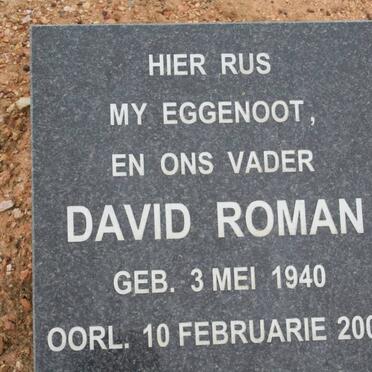 HIER RUS
MY EGGENOOT,
EN ONS VADER
DAVID ROMAN
GEB. 3 MEI 1940
OORL. 10 FEBRUARIE